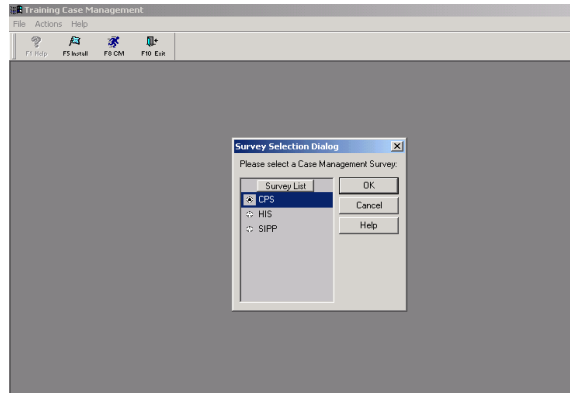 Training Case Management
File Actions Help
F1 Help F5 Install F8 CM F10 Exit
Survey Selection Dialog
Please select a Case Management Survey:
Survey List OK
CPS Cancel
HIS Help
SIPP